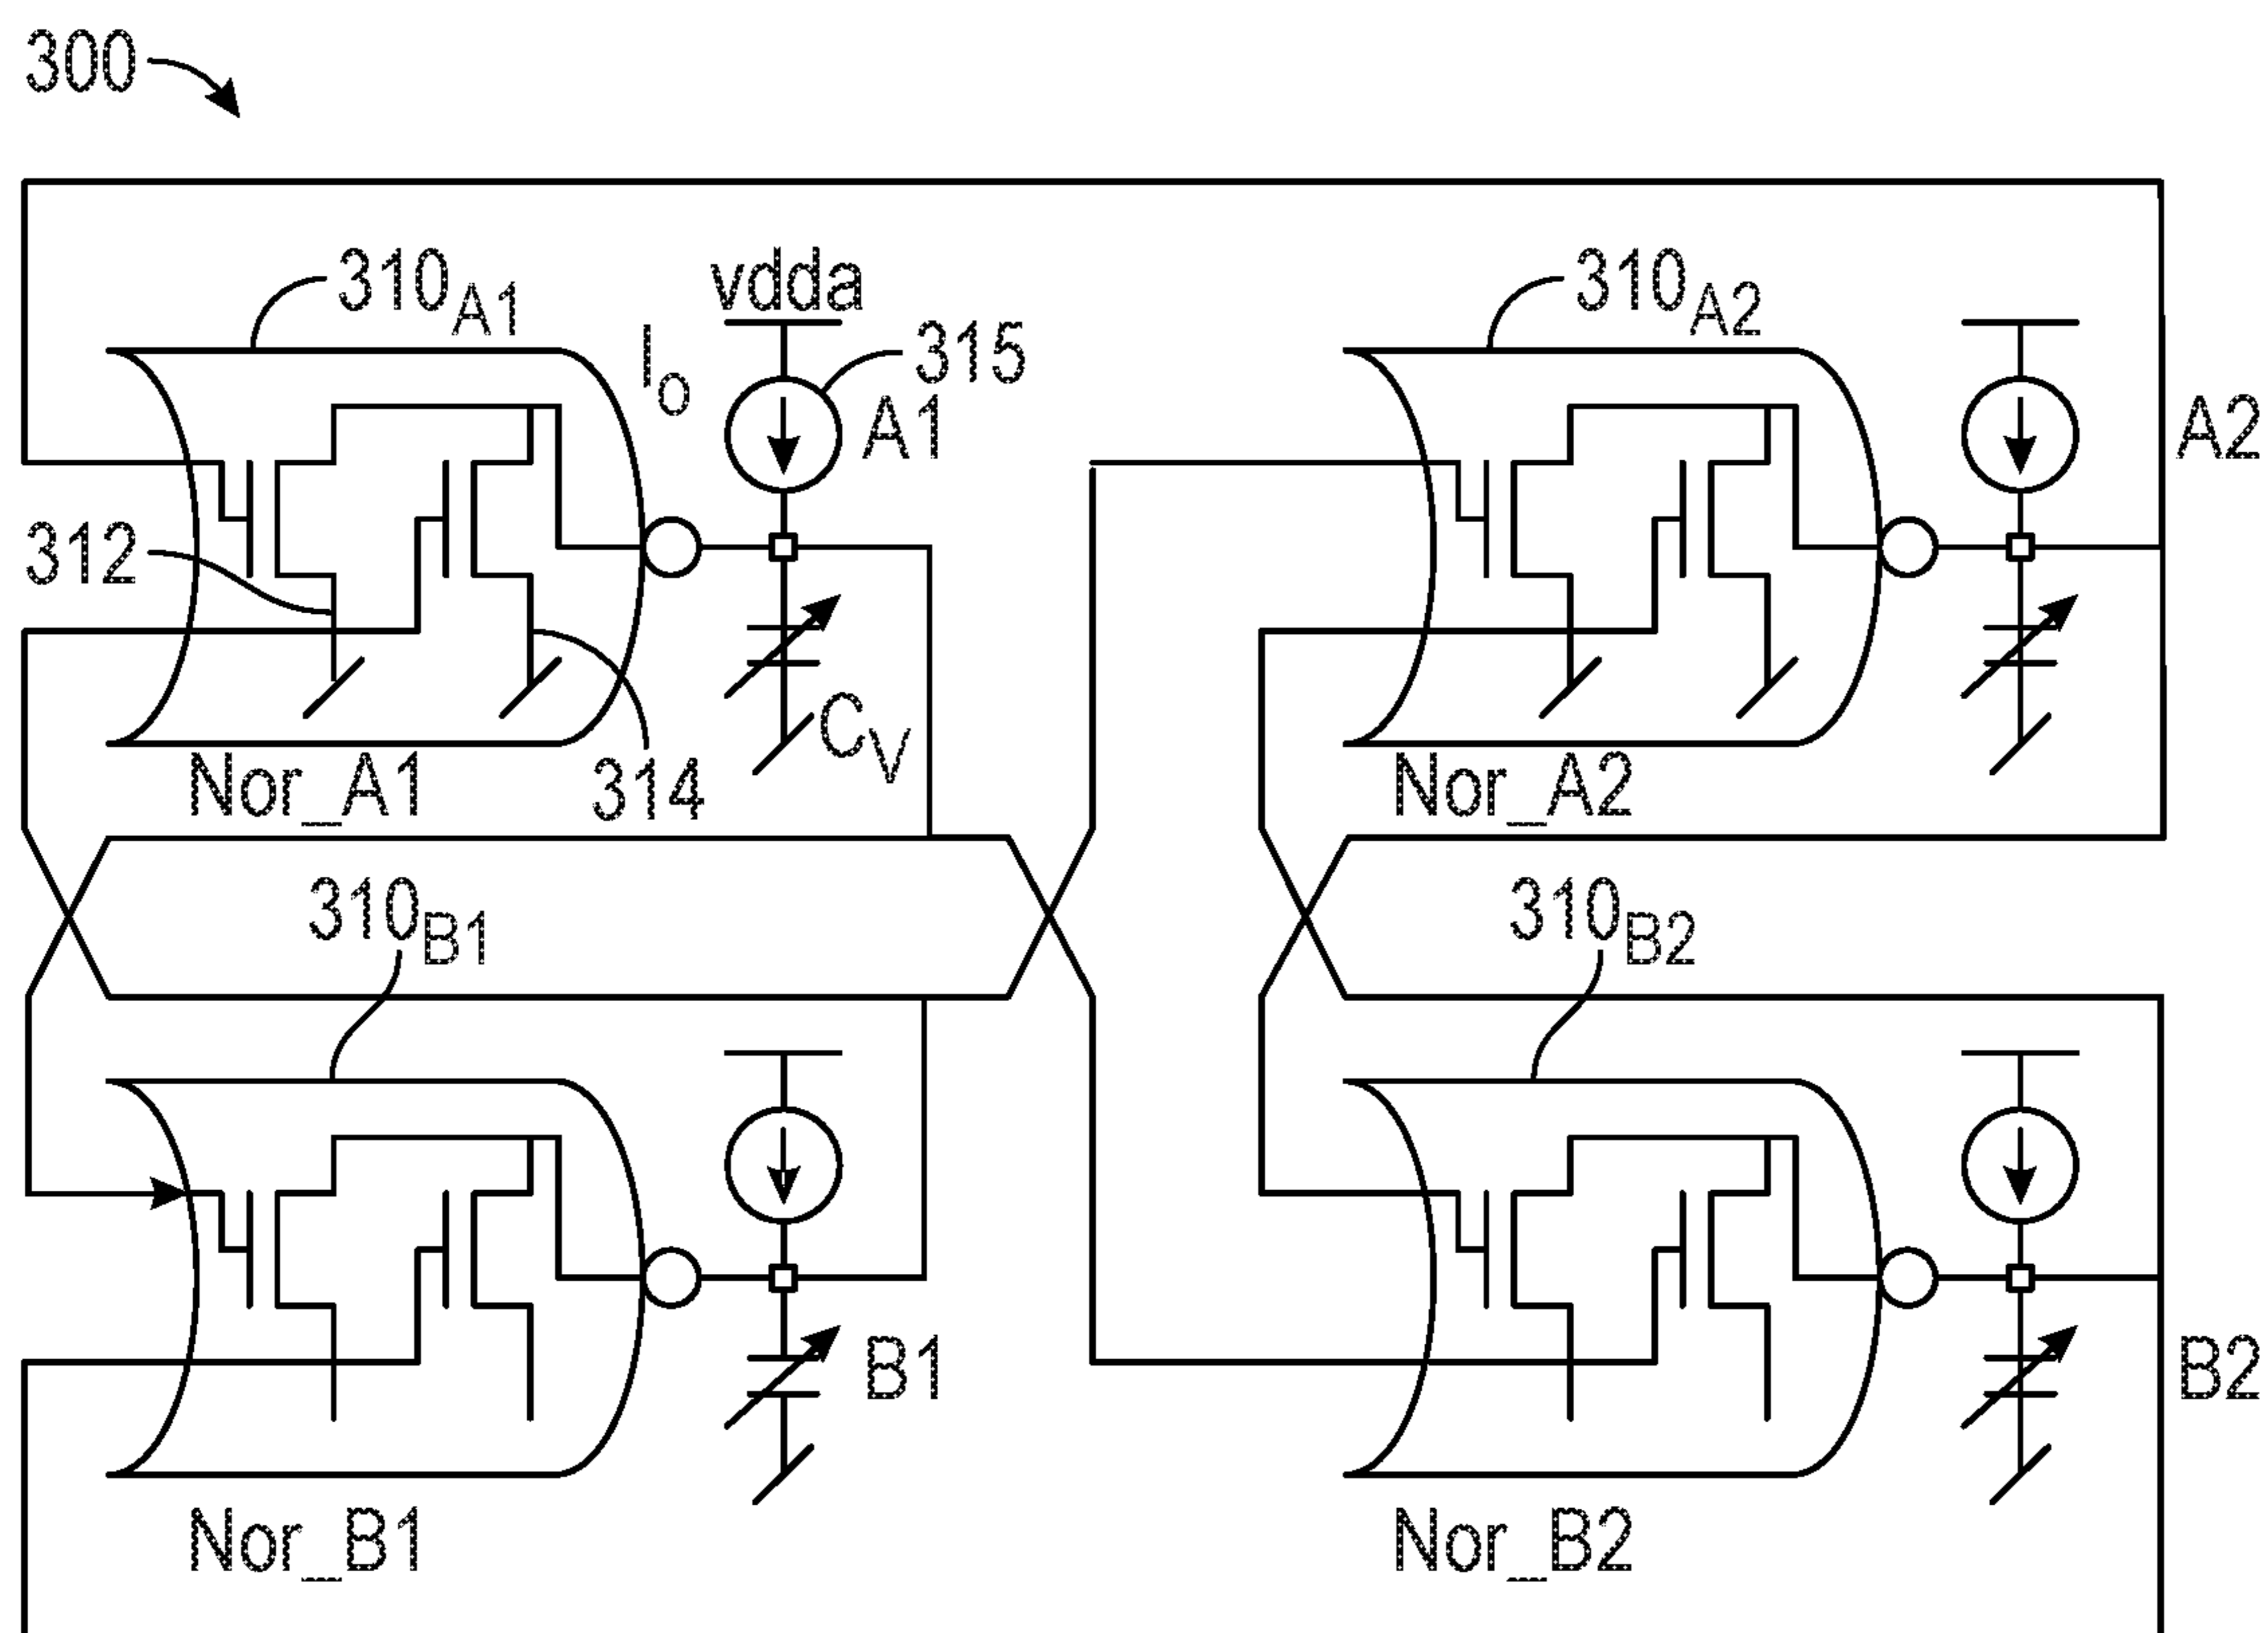 300
310A1
vdda
315
Io
A1
310A2
A2
312
314
CV
Nor_A1
Nor_A2
310B1
310B2
B1
B2
Nor_B1
Nor_B2